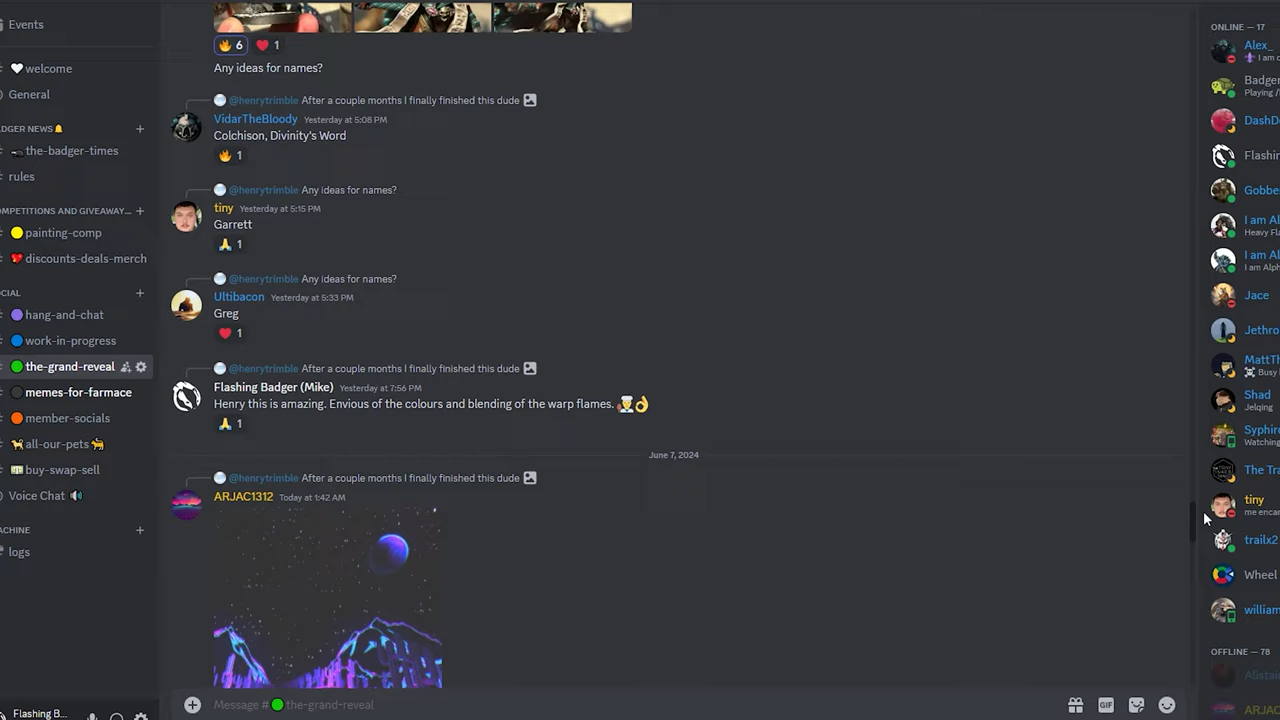 Events
welcome
General
ADGER NEWS
the-badger-times
rules
OMPETITIONS AND GIVEAWAY...
painting-comp
discounts-deals-merch
OCIAL
hang-and-chat
work-in-progress
the-grand-reveal
memes-for-farmace
member-socials
all-our-pets
buy-swap-sell
Voice Chat
ACHINE
logs
Flashing B...
6 1
Any ideas for names?
@henrytrimble After a couple months I finally finished this dude
VidarTheBloody Yesterday at 5:08 PM
Colchison, Divinity's Word
1
@henrytrimble Any ideas for names?
tiny Yesterday at 5:15 PM
Garrett
1
@henrytrimble Any ideas for names?
Ultibacon Yesterday at 5:33 PM
Greg
1
@henrytrimble After a couple months I finally finished this dude
Flashing Badger (Mike) Yesterday at 7:56 PM
Henry this is amazing. Envious of the colours and blending of the warp flames.
1
June 7, 2024
@henrytrimble After a couple months I finally finished this dude
ARJAC1312 Today at 1:42 AM
Message # the-grand-reveal
GIF
ONLINE — 17
Alex_
I am c
Badger
Playing /
DashD
Flashir
Gobbe
I am Al
Heavy Fla
I am Al
I am Alph
Jace
Jethro
MattTh
Busy
Shad
Jelqing
Syphiro
Watching
The Tra
tiny
me encan
trailx2
Wheel
william
OFFLINE — 78
Alistai
ARJAC